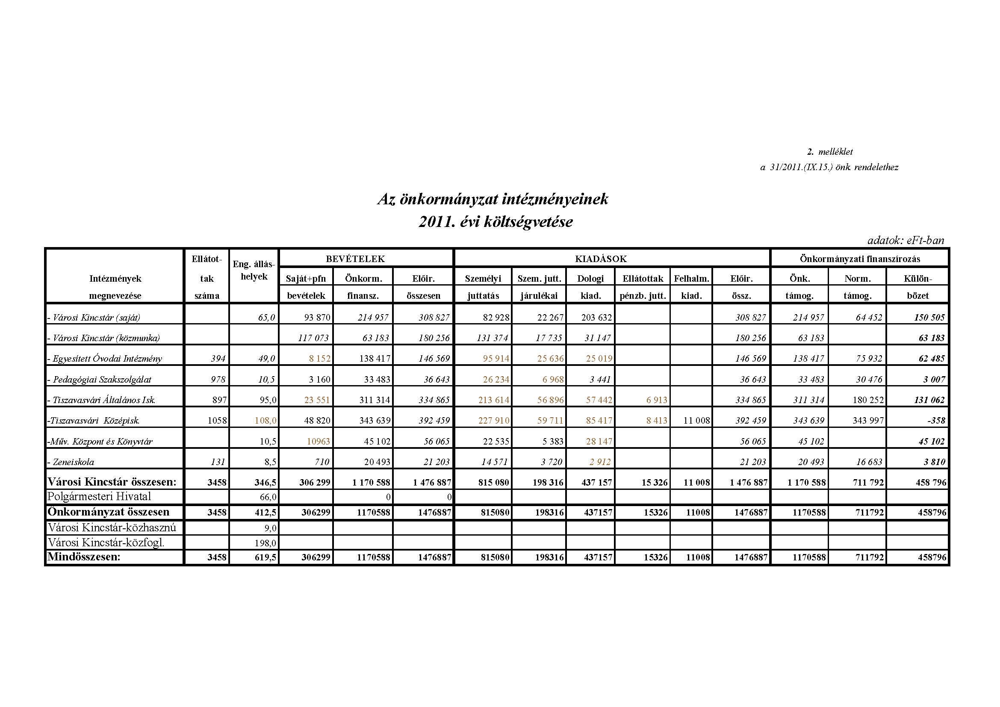 2. melléklet
a 31/2011.(IX.15.) önk. rendelethez
Az önkormányzat intézményeinek
2011. évi költségvetése
adatok: eFt-ban
Ellátot- Eng. állás- BEVÉTELEK KIADÁSOK Önkormányzati finanszírozás
Intézmények tak helyek Saját+pfn Önkorm. Előir. Személyi Szem. jutt. Dologi Ellátottak Felhalm. Előir. Önk. Norm. Külön-
megnevezése száma bevételek finansz. összesen juttatás járulékai kiad. pénzb. jutt. kiad. össz. támog. támog. bözet
- Városi Kincstár (saját) 65,0 93 870 214 957 308 827 82 928 22 267 203 632 308 827 214 957 64 452 150 505
- Városi Kincstár (közmunka) 117 073 63 183 180 256 131 374 17 735 31 147 180 256 63 183 63 183
- Egyesített Óvodai Intézmény 394 49,0 8 152 138 417 146 569 95 914 25 636 25 019 146 569 138 417 75 932 62 485
- Pedagógiai Szakszolgálat 978 10,5 3 160 33 483 36 643 26 234 6 968 3 441 36 643 33 483 30 476 3 007
- Tiszavasvári Általános Isk. 897 95,0 23 551 311 314 334 865 213 614 56 896 57 442 6 913 334 865 311 314 180 252 131 062
-Tiszavasvári Középisk. 1058 108,0 48 820 343 639 392 459 227 910 59 711 85 417 8 413 11 008 392 459 343 639 343 997 -358
-Műv. Központ és Könyvtár 10,5 10963 45 102 56 065 22 535 5 383 28 147 56 065 45 102 45 102
- Zeneiskola 131 8,5 710 20 493 21 203 14 571 3 720 2 912 21 203 20 493 16 683 3 810
Városi Kincstár összesen: 3458 346,5 306 299 1 170 588 1 476 887 815 080 198 316 437 157 15 326 11 008 1 476 887 1 170 588 711 792 458 796
Polgármesteri Hivatal 66,0 0 0
Önkormányzat összesen 3458 412,5 306299 1170588 1476887 815080 198316 437157 15326 11008 1476887 1170588 711792 458796
Városi Kincstár-közhasznú 9,0
Városi Kincstár-közfogl. 198,0
Mindösszesen: 3458 619,5 306299 1170588 1476887 815080 198316 437157 15326 11008 1476887 1170588 711792 458796